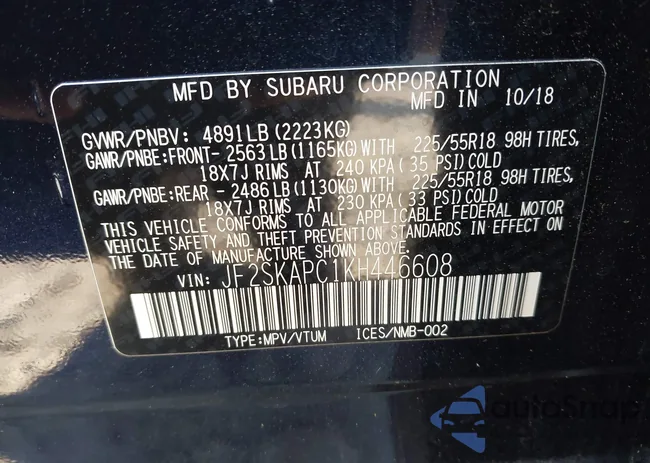 MFD BY SUBARU CORPORATION
MFD IN 10/18
GVWR/PNBV: 4891LB(2223KG)
GAWR/PNBE:FRONT- 2563LB(1165KG)WITH 225/55R18 98H TIRES,
18X7J RIMS AT 240 KPA(35 PSI)COLD
GAWR/PNBE:REAR - 2486LB(1130KG)WITH 225/55R18 98H TIRES,
18X7J RIMS AT 230 KPA(33 PSI)COLD
THIS VEHICLE CONFORMS TO ALL APPLICABLE FEDERAL MOTOR
VEHICLE SAFETY AND THEFT PREVENTION STANDARDS IN EFFECT ON
THE DATE OF MANUFACTURE SHOWN ABOVE.
VIN: JF2SKAPC1KH446608
TYPE:MPV/VTUM ICES/NMB-002
autoSnap